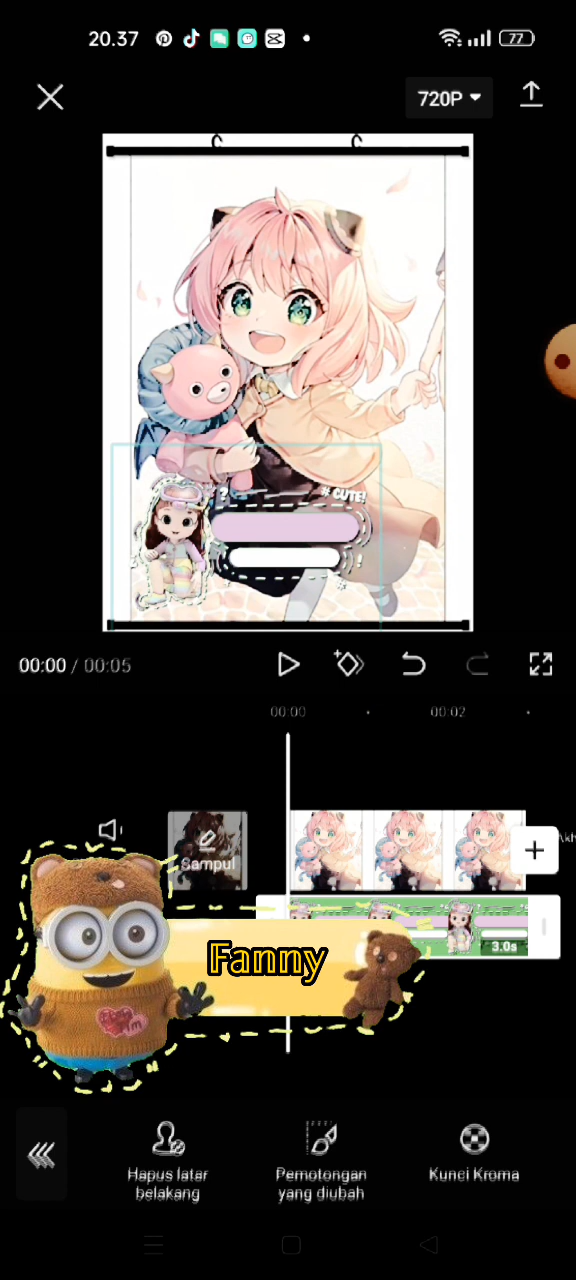 20.37
77
720P
? # CUTE!
00:00 / 00:05
00:00
00:02
Sampul
3.0s
Fanny
Hapus latar
belakang
Pemotongan
yang diubah
Kunci Kroma